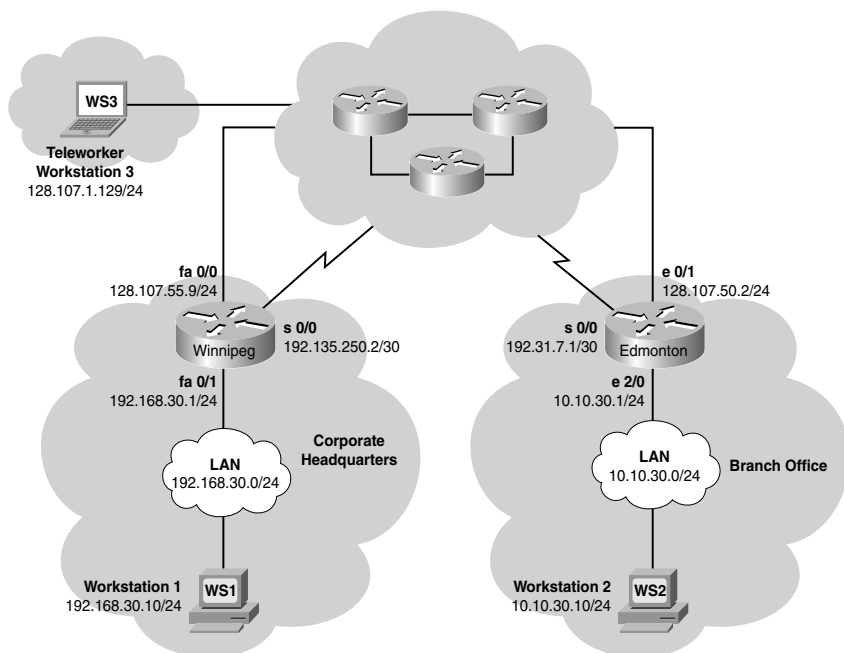 WS3
Teleworker
Workstation 3
128.107.1.129/24
fa 0/0
128.107.55.9/24
e 0/1
128.107.50.2/24
s 0/0
192.135.250.2/30
Winnipeg
s 0/0
192.31.7.1/30
Edmonton
fa 0/1
192.168.30.1/24
e 2/0
10.10.30.1/24
Corporate
Headquarters
LAN
192.168.30.0/24
LAN
10.10.30.0/24
Branch Office
Workstation 1
192.168.30.10/24
WS1
Workstation 2
10.10.30.10/24
WS2